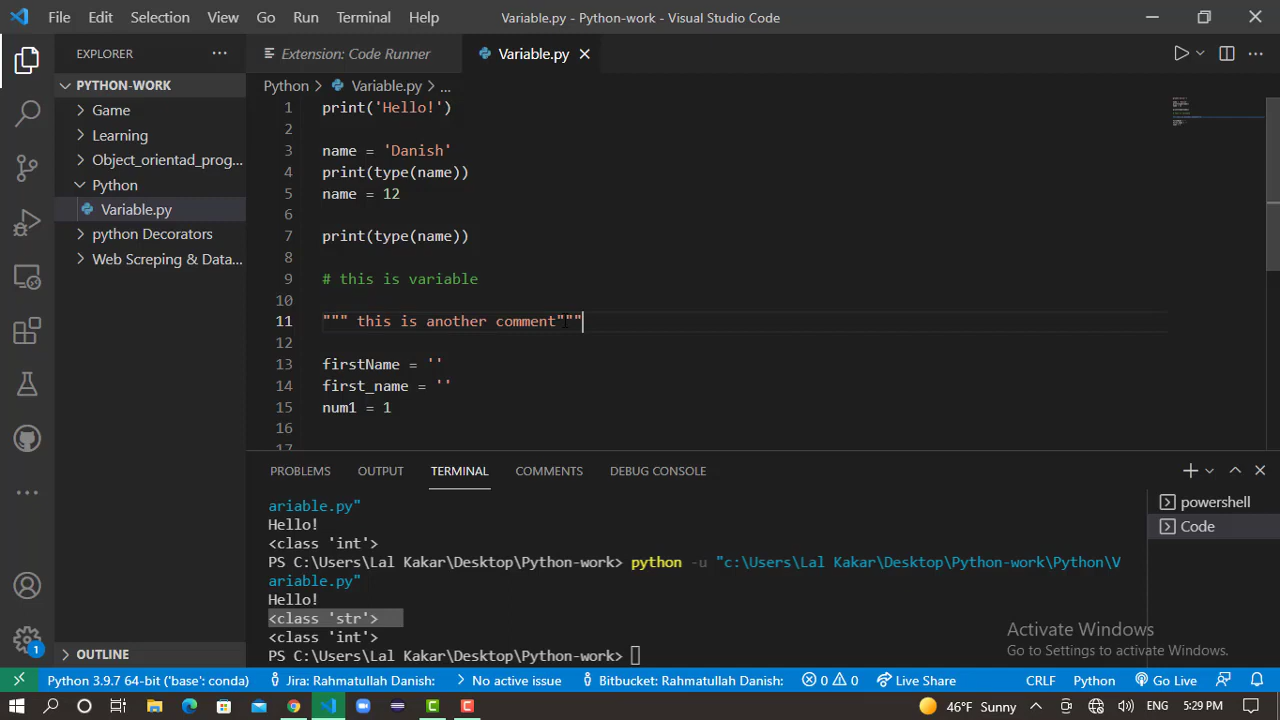 File Edit Selection View Go Run Terminal Help Variable.py - Python-work - Visual Studio Code
EXPLORER
PYTHON-WORK
Game
Learning
Object_orientad_prog...
Python
Variable.py
python Decorators
Web Screping & Data...
OUTLINE
Extension: Code Runner Variable.py
Python > Variable.py > ...
1 print('Hello!')
2
3 name = 'Danish'
4 print(type(name))
5 name = 12
6
7 print(type(name))
8
9 # this is variable
10
11 """ this is another comment"""
12
13 firstName = ''
14 first_name = ''
15 num1 = 1
16
17
PROBLEMS OUTPUT TERMINAL COMMENTS DEBUG CONSOLE
ariable.py"
Hello!
<class 'int'>
PS C:\Users\Lal Kakar\Desktop\Python-work> python -u "c:\Users\Lal Kakar\Desktop\Python-work\Python\V
ariable.py"
Hello!
<class 'str'>
<class 'int'>
PS C:\Users\Lal Kakar\Desktop\Python-work>
powershell
Code
Activate Windows
Go to Settings to activate Windows.
1
Python 3.9.7 64-bit ('base': conda) Jira: Rahmatullah Danish: No active issue Bitbucket: Rahmatullah Danish: 0 0 Live Share CRLF Python Go Live
46°F Sunny ENG 5:29 PM